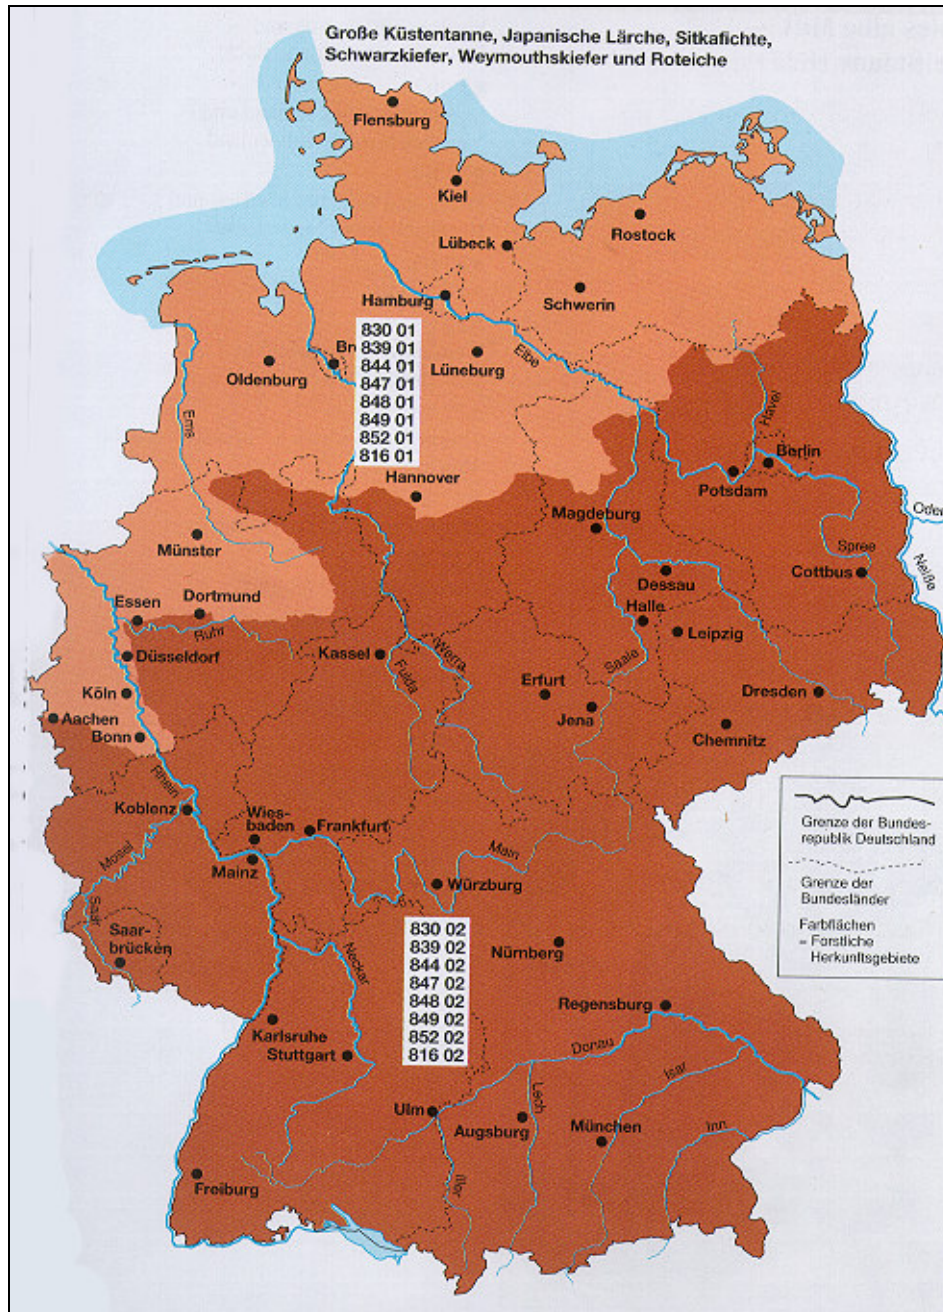 Große Küstentanne, Japanische Lärche, Sitkafichte,
Schwarzkiefer, Weymouthskiefer und Roteiche
Flensburg
Kiel
Rostock
Lübeck
Hamburg
Schwerin
830 01
839 01
844 01
847 01
848 01
849 01
852 01
816 01
Br
Oldenburg
Lüneburg
Elbe
Ems
Havel
Berlin
Potsdam
Hannover
Magdeburg
Oder
Münster
Spree
Cottbus
Neiße
Dessau
Essen
Dortmund
Halle
Leipzig
Ruhr
Düsseldorf
Kassel
Werra
Fulda
Saale
Erfurt
Dresden
Köln
Aachen
Jena
Bonn
Chemnitz
Rhein
Koblenz
Wies-
baden
Frankfurt
Mosel
Mainz
Main
Würzburg
Grenze der Bundes-
republik Deutschland
Grenze der
Bundesländer
Farbflächen
= Forstliche
Herkunftsgebiete
Saar
Saar-
brücken
Neckar
830 02
839 02
844 02
847 02
848 02
849 02
852 02
816 02
Nürnberg
Regensburg
Karlsruhe
Stuttgart
Donau
Isar
Ulm
Lech
Augsburg
München
Inn
Freiburg
Iller